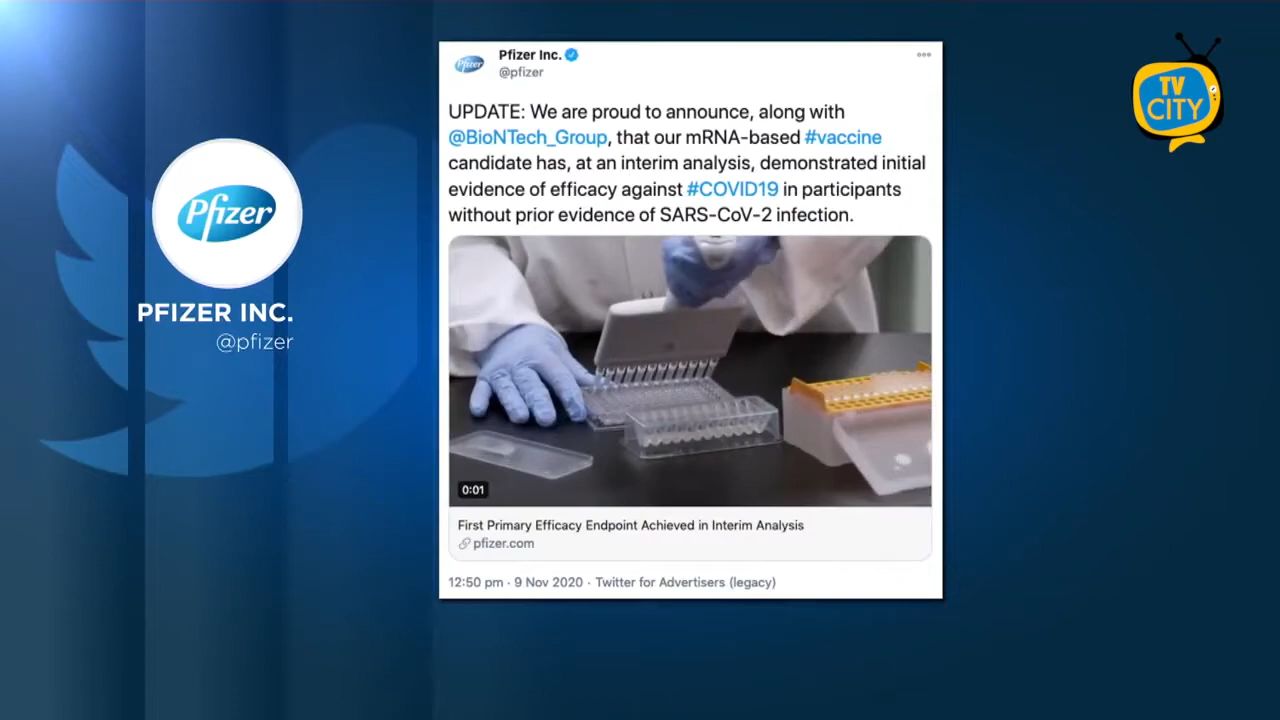 Pfizer
PFIZER INC.
@pfizer
Pfizer
Pfizer Inc.
@pfizer
UPDATE: We are proud to announce, along with
@BioNTech_Group, that our mRNA-based #vaccine
candidate has, at an interim analysis, demonstrated initial
evidence of efficacy against #COVID19 in participants
without prior evidence of SARS-CoV-2 infection.
0:01
First Primary Efficacy Endpoint Achieved in Interim Analysis
pfizer.com
12:50 pm · 9 Nov 2020 · Twitter for Advertisers (legacy)
TV
CITY